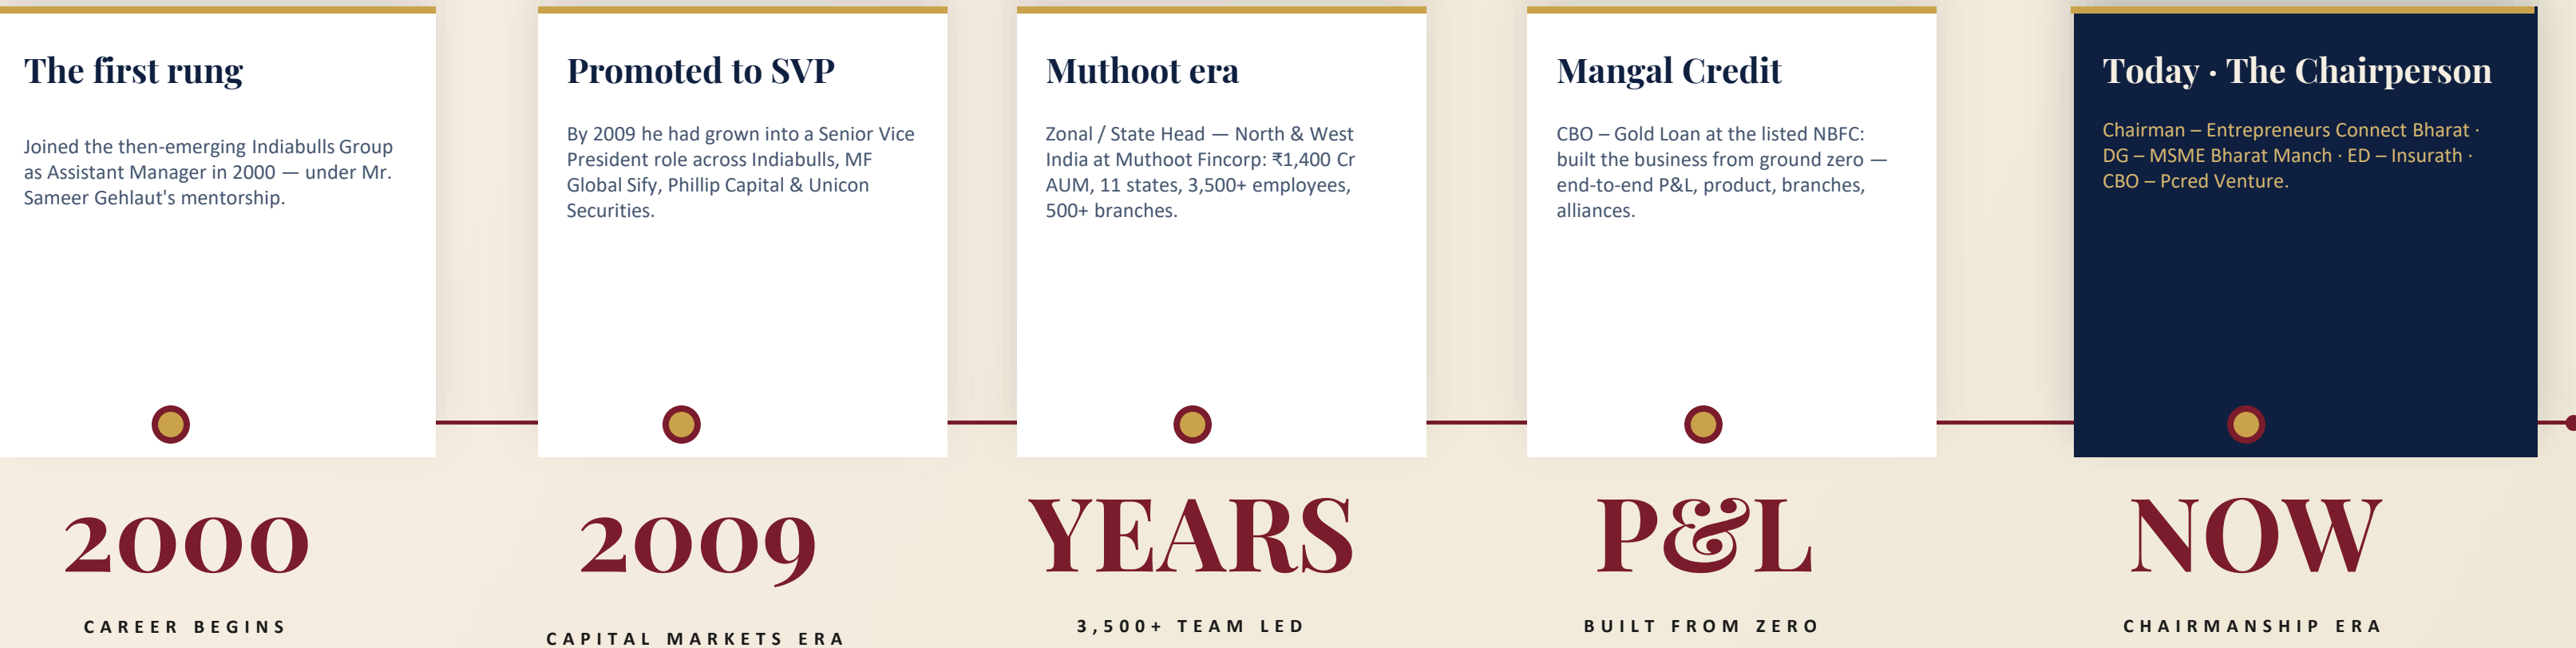 The first rung
Joined the then-emerging Indiabulls Group
as Assistant Manager in 2000 — under Mr.
Sameer Gehlaut's mentorship.
2000
CAREER BEGINS
Promoted to SVP
By 2009 he had grown into a Senior Vice
President role across Indiabulls, MF
Global Sify, Phillip Capital & Unicon
Securities.
2009
CAPITAL MARKETS ERA
Muthoot era
Zonal / State Head — North & West
India at Muthoot Fincorp: ₹1,400 Cr
AUM, 11 states, 3,500+ employees,
500+ branches.
YEARS
3,500+ TEAM LED
Mangal Credit
CBO – Gold Loan at the listed NBFC:
built the business from ground zero —
end-to-end P&L, product, branches,
alliances.
P&L
BUILT FROM ZERO
Today · The Chairperson
Chairman – Entrepreneurs Connect Bharat ·
DG – MSME Bharat Manch · ED – Insurath ·
CBO – Pcred Venture.
NOW
CHAIRMANSHIP ERA